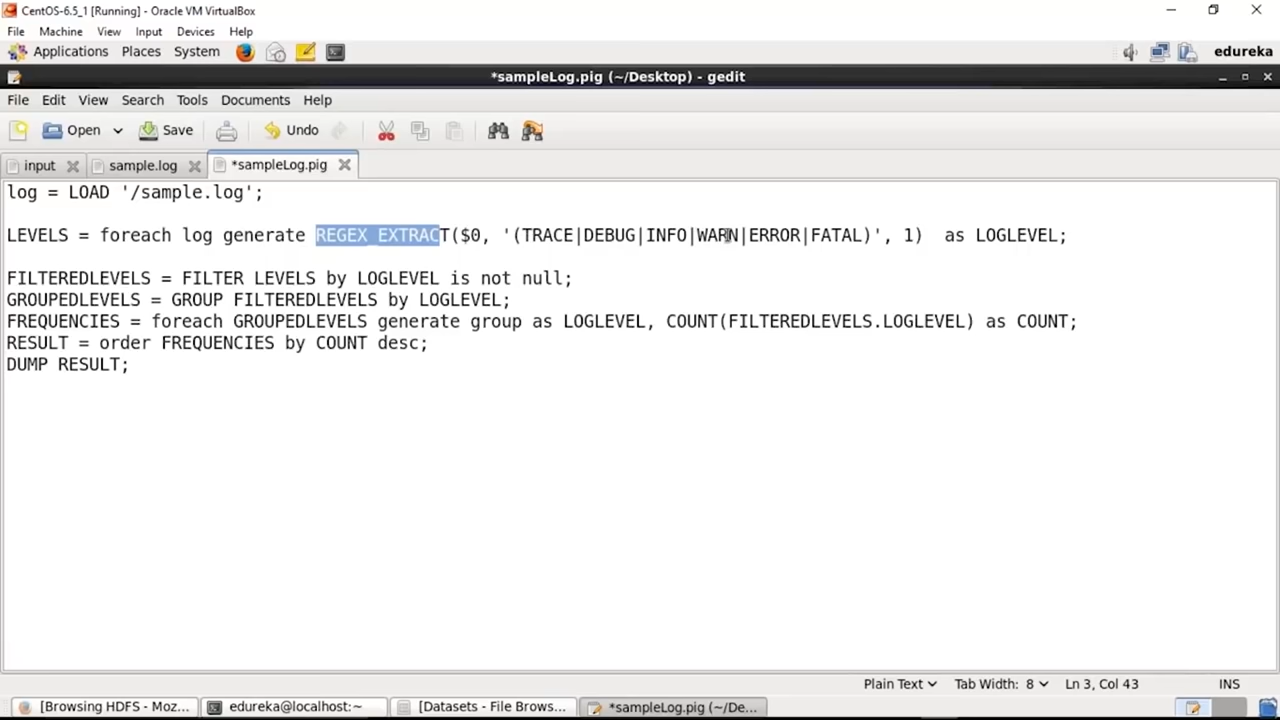 CentOS-6.5_1 [Running] - Oracle VM VirtualBox
File Machine View Input Devices Help
Applications Places System edureka
*sampleLog.pig (~/Desktop) - gedit
File Edit View Search Tools Documents Help
Open Save Undo
input sample.log *sampleLog.pig
log = LOAD '/sample.log';
LEVELS = foreach log generate REGEX_EXTRACT($0, '(TRACE|DEBUG|INFO|WARN|ERROR|FATAL)', 1)  as LOGLEVEL;
FILTEREDLEVELS = FILTER LEVELS by LOGLEVEL is not null;
GROUPEDLEVELS = GROUP FILTEREDLEVELS by LOGLEVEL;
FREQUENCIES = foreach GROUPEDLEVELS generate group as LOGLEVEL, COUNT(FILTEREDLEVELS.LOGLEVEL) as COUNT;
RESULT = order FREQUENCIES by COUNT desc;
DUMP RESULT;
Plain Text Tab Width: 8 Ln 3, Col 43 INS
[Browsing HDFS - Moz... edureka@localhost:~ [Datasets - File Brows... *sampleLog.pig (~/De...